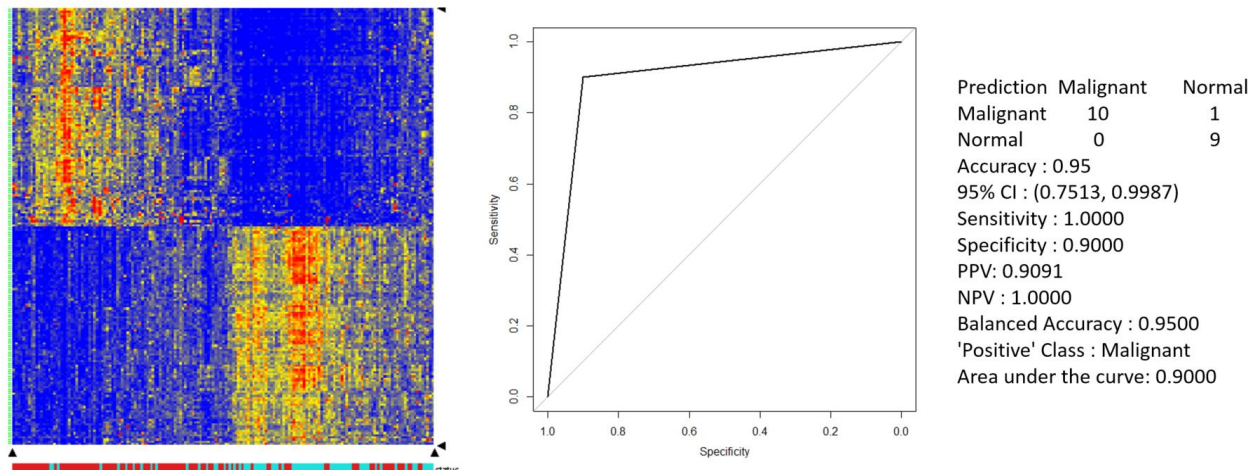 1.0
0.8
0.6
0.4
0.2
0.0
Sensitivity
1.0 0.8 0.6 0.4 0.2 0.0
Specificity
Prediction Malignant Normal
Malignant 10 1
Normal 0 9
Accuracy : 0.95
95% CI : (0.7513, 0.9987)
Sensitivity : 1.0000
Specificity : 0.9000
PPV: 0.9091
NPV : 1.0000
Balanced Accuracy : 0.9500
'Positive' Class : Malignant
Area under the curve: 0.9000